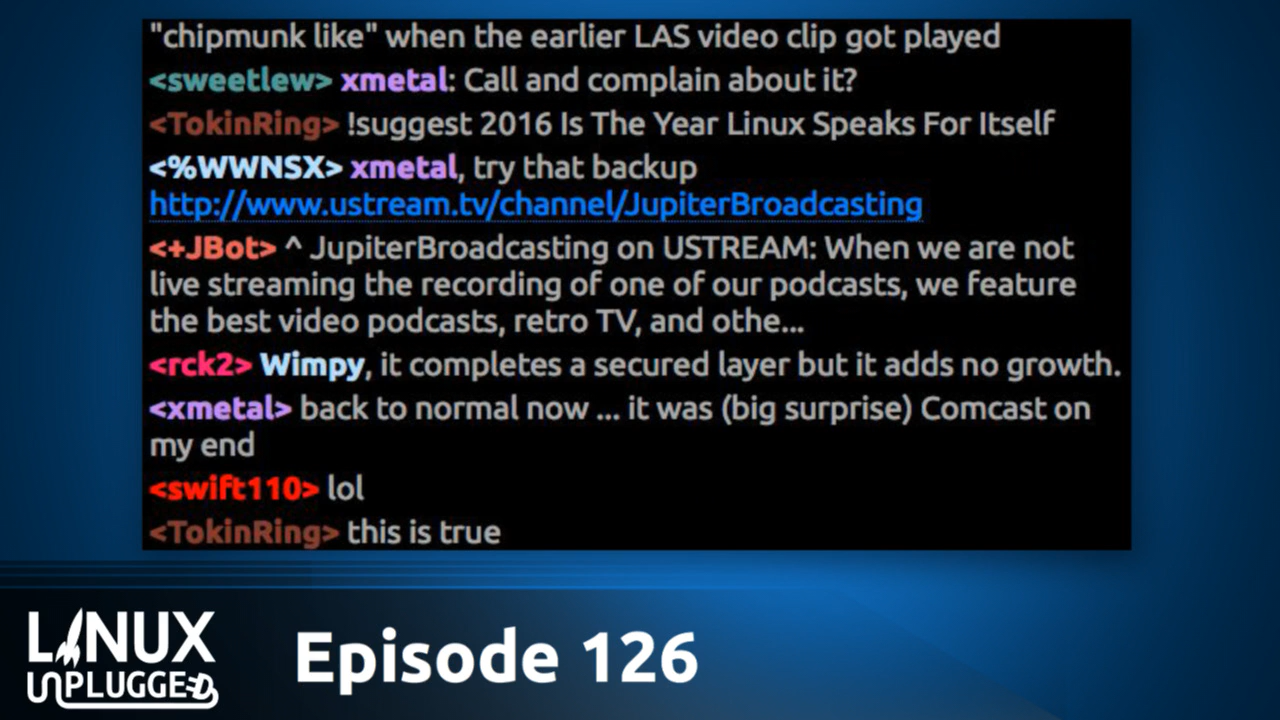 "chipmunk like" when the earlier LAS video clip got played
<sweetlew> xmetal: Call and complain about it?
<TokinRing> !suggest 2016 Is The Year Linux Speaks For Itself
<%WWNSX> xmetal, try that backup
http://www.ustream.tv/channel/JupiterBroadcasting
<+JBot> ^ JupiterBroadcasting on USTREAM: When we are not
live streaming the recording of one of our podcasts, we feature
the best video podcasts, retro TV, and othe...
<rck2> Wimpy, it completes a secured layer but it adds no growth.
<xmetal> back to normal now ... it was (big surprise) Comcast on
my end
<swift110> lol
<TokinRing> this is true
LINUX
UNPLUGGED
Episode 126